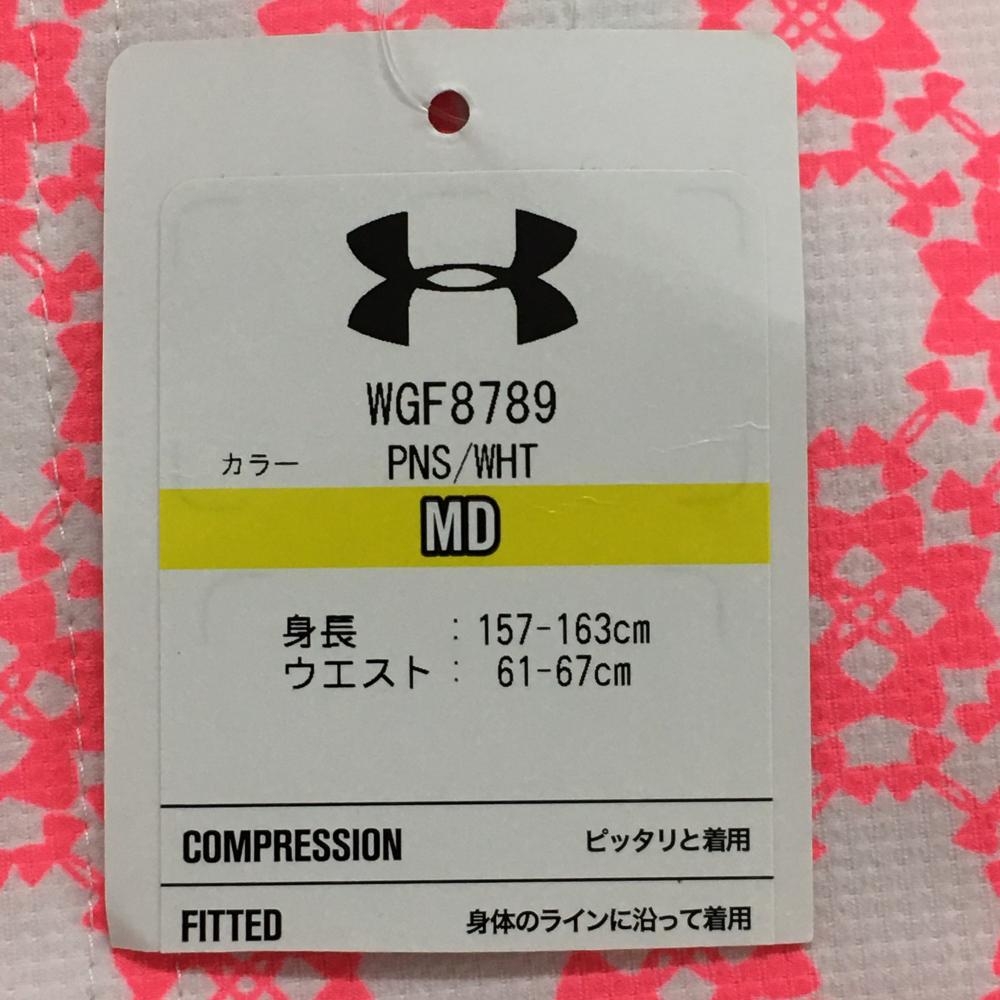 WGF8789
カラー PNS/WHT
MD
身長 : 157-163cm
ウエスト : 61-67cm
COMPRESSION ピッタリと着用
FITTED 身体のラインに沿って着用